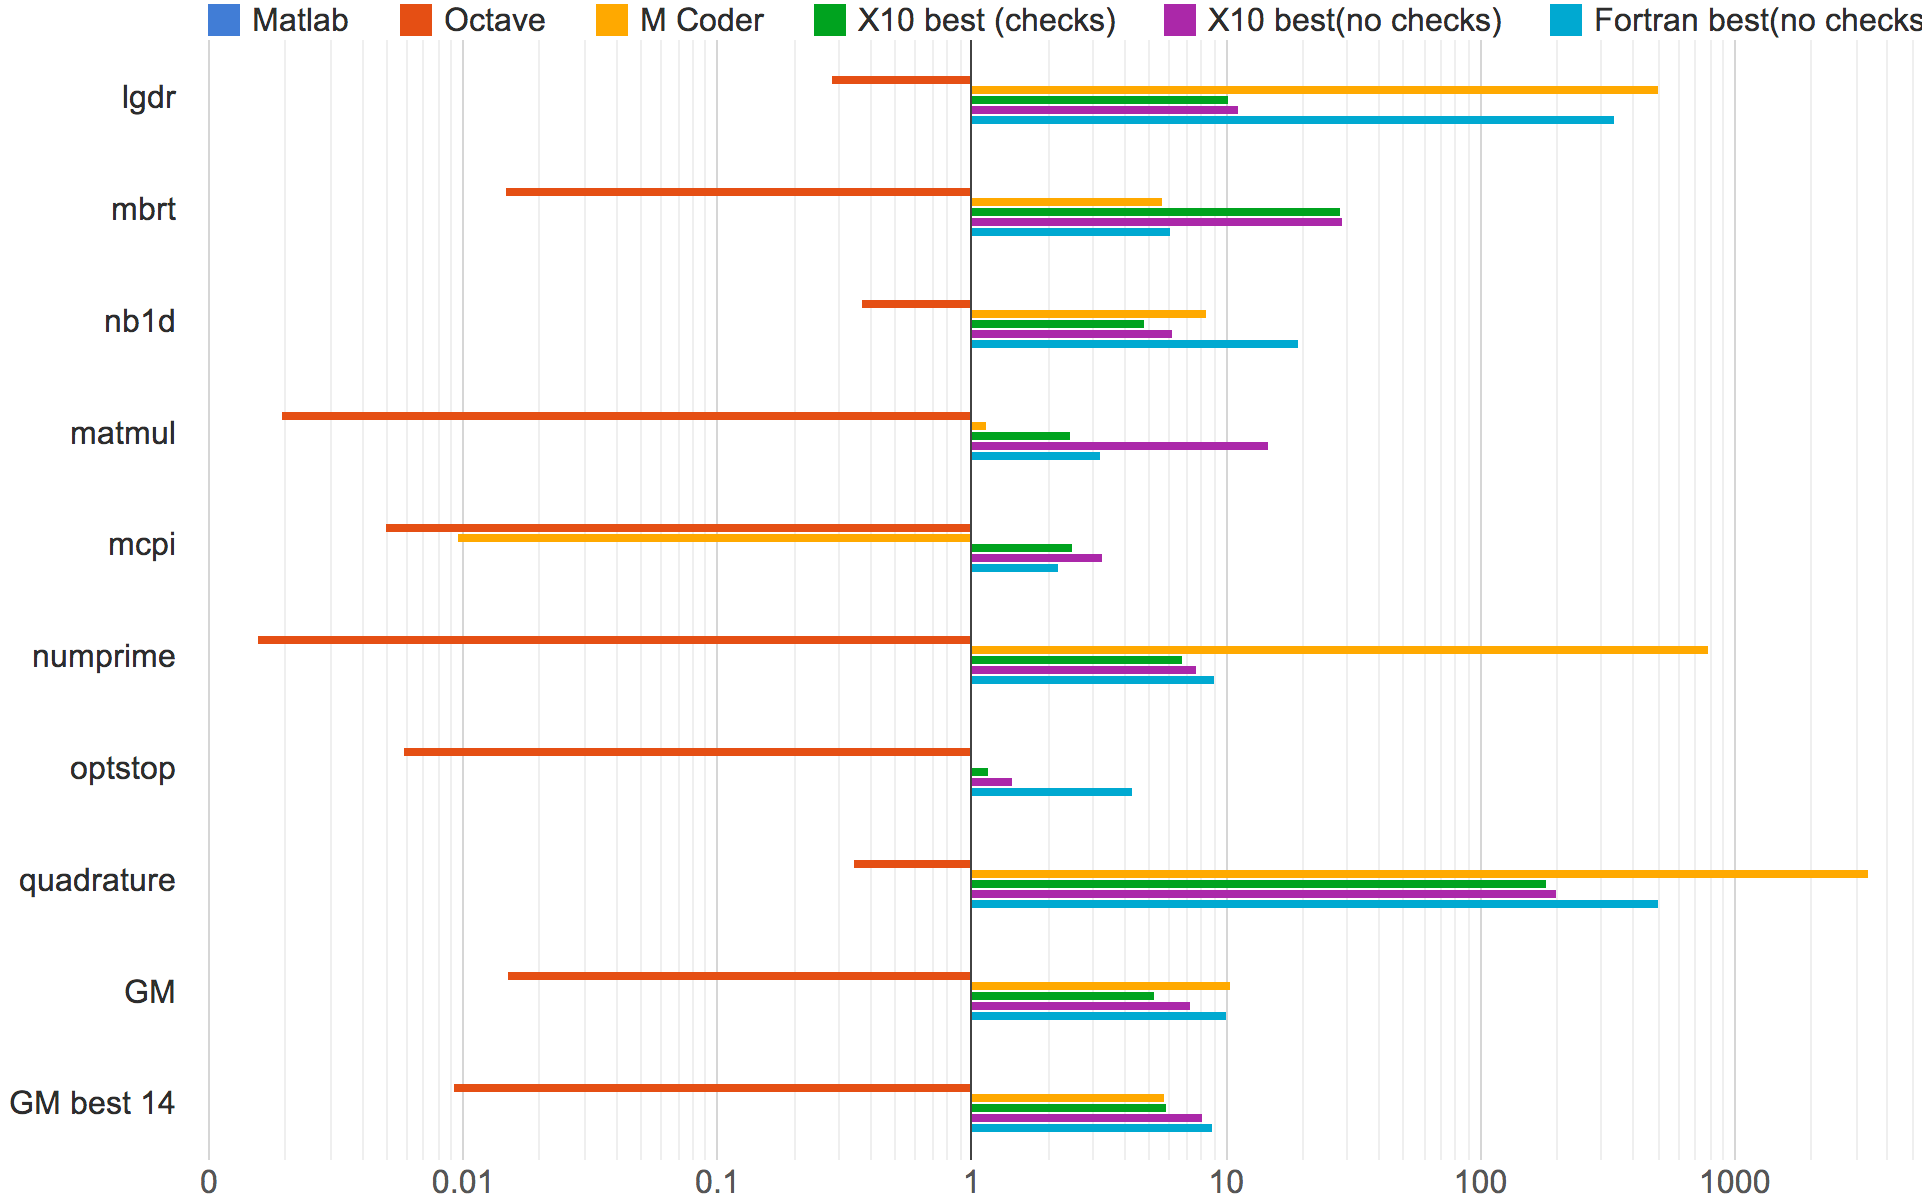 Matlab Octave M Coder X10 best (checks) X10 best(no checks) Fortran best(no checks
lgdr
mbrt
nb1d
matmul
mcpi
numprime
optstop
quadrature
GM
GM best 14
0 0.01 0.1 1 10 100 1000